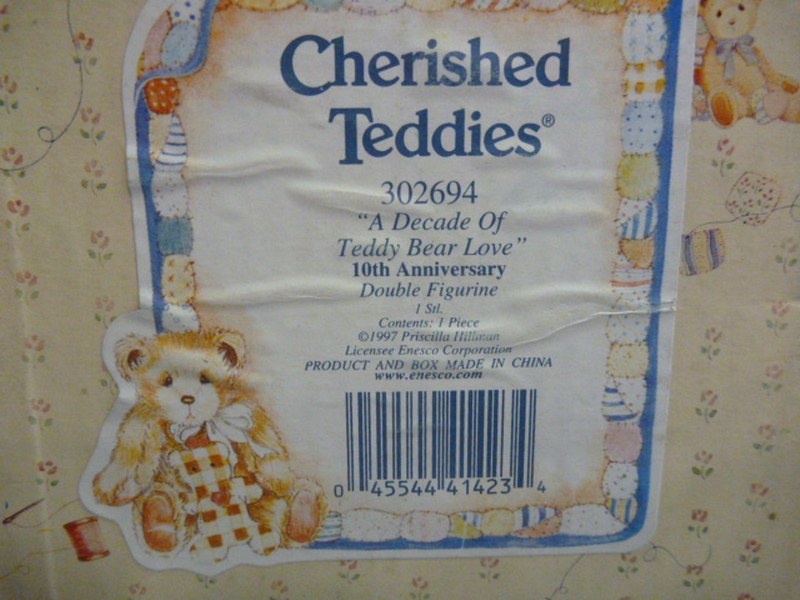 Cherished
Teddies®
302694
"A Decade Of
Teddy Bear Love"
10th Anniversary
Double Figurine
1 Stl.
Contents: 1 Piece
©1997 Priscilla Hillman
Licensee Enesco Corporation
PRODUCT AND BOX MADE IN CHINA
www.enesco.com
0 45544 41423 4